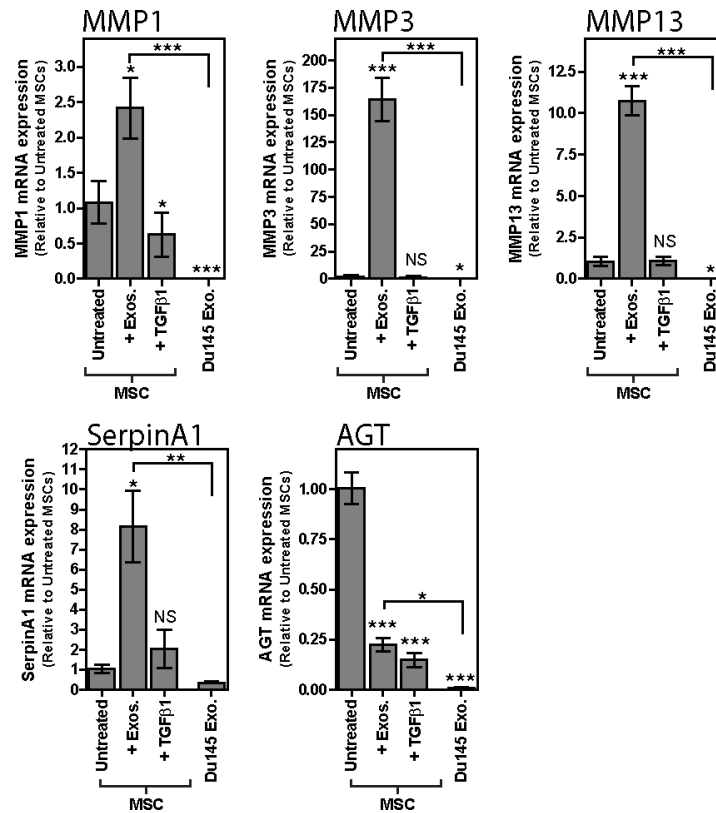 MMP1
MMP1 mRNA expression
(Relative to Untreated MSCs)
3.0
2.5
2.0
1.5
1.0
0.5
0.0
***
*
*
***
Untreated
+ Exos.
+ TGFβ1
Du145 Exo.
MSC
MMP3
MMP3 mRNA expression
(Relative to Untreated MSCs)
200
175
150
125
100
75
50
25
0
***
***
NS
*
Untreated
+ Exos.
+ TGFβ1
Du145 Exo.
MSC
MMP13
MMP13 mRNA expression
(Relative to Untreated MSCs)
12.5
10.0
7.5
5.0
2.5
0.0
***
***
NS
*
Untreated
+ Exos.
+ TGFβ1
Du145 Exo.
MSC
SerpinA1
SerpinA1 mRNA expression
(Relative to Untreated MSCs)
12
11
10
9
8
7
6
5
4
3
2
1
0
**
*
NS
Untreated
+ Exos.
+ TGFβ1
Du145 Exo.
MSC
AGT
AGT mRNA expression
(Relative to Untreated MSCs)
1.00
0.75
0.50
0.25
0.00
*
***
***
***
Untreated
+ Exos.
+ TGFβ1
Du145 Exo.
MSC